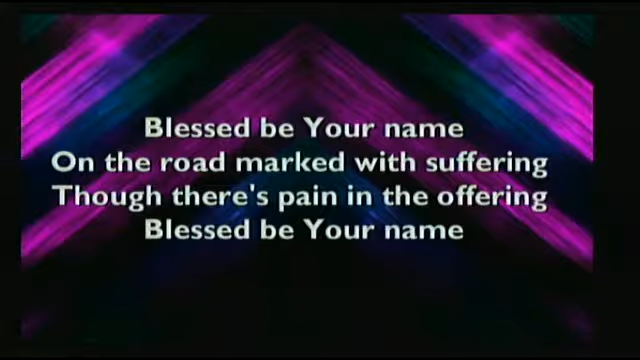 Blessed be Your name
On the road marked with suffering
Though there's pain in the offering
Blessed be Your name